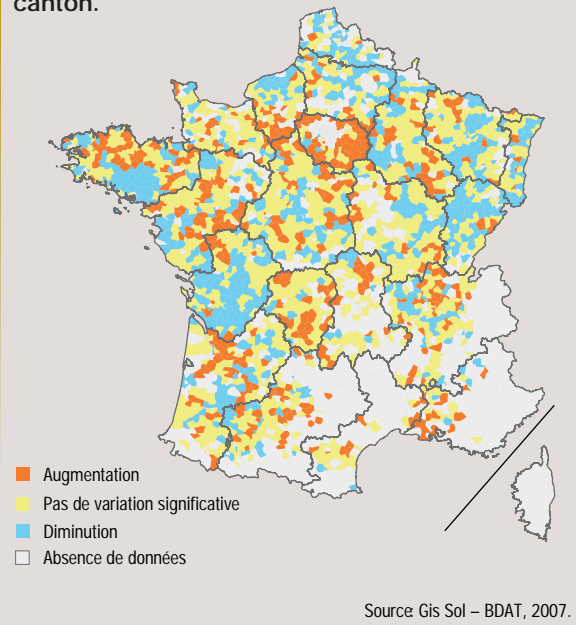 canton.
Augmentation
Pas de variation significative
Diminution
Absence de données
Source: Gis Sol – BDAT, 2007.